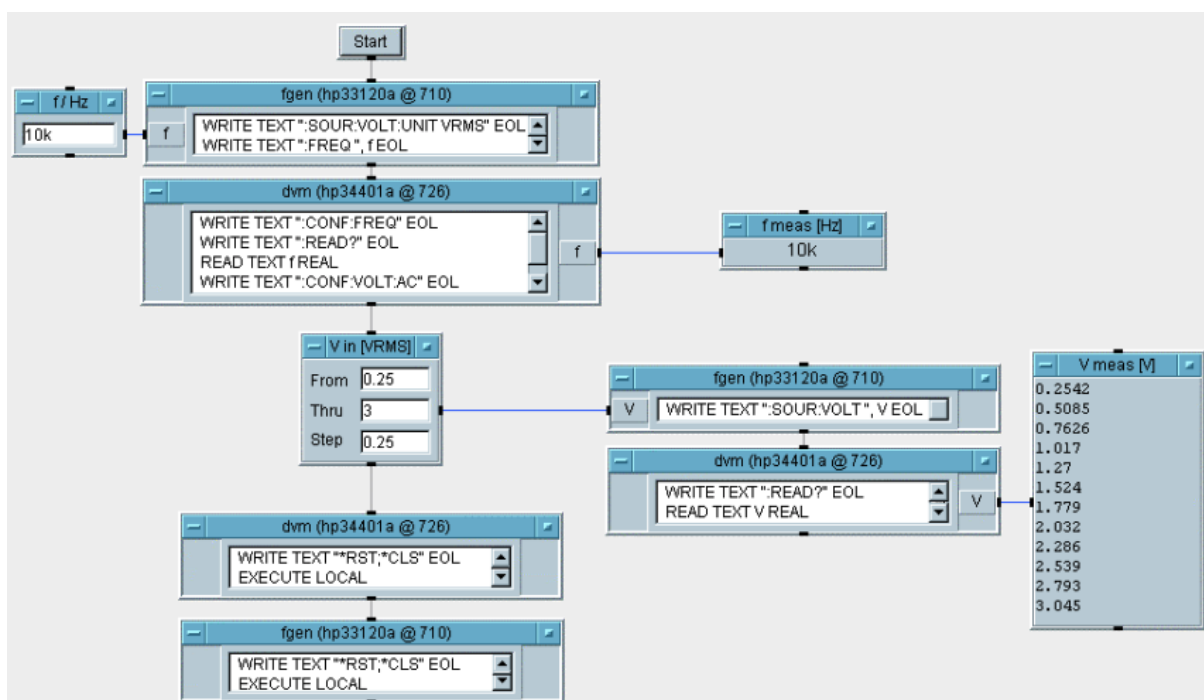 Start
f / Hz
10k
fgen (hp33120a @ 710)
f
WRITE TEXT ":SOUR:VOLT:UNIT VRMS" EOL
WRITE TEXT ":FREQ ", f EOL
dvm (hp34401a @ 726)
WRITE TEXT ":CONF:FREQ" EOL
WRITE TEXT ":READ?" EOL
READ TEXT f REAL
WRITE TEXT ":CONF:VOLT:AC" EOL
f
f meas [Hz]
10k
V in [VRMS]
From 0.25
Thru 3
Step 0.25
fgen (hp33120a @ 710)
V
WRITE TEXT ":SOUR:VOLT ", V EOL
dvm (hp34401a @ 726)
WRITE TEXT ":READ?" EOL
READ TEXT V REAL
V
V meas [V]
0.2542
0.5085
0.7626
1.017
1.27
1.524
1.779
2.032
2.286
2.539
2.793
3.045
dvm (hp34401a @ 726)
WRITE TEXT "*RST;*CLS" EOL
EXECUTE LOCAL
fgen (hp33120a @ 710)
WRITE TEXT "*RST;*CLS" EOL
EXECUTE LOCAL